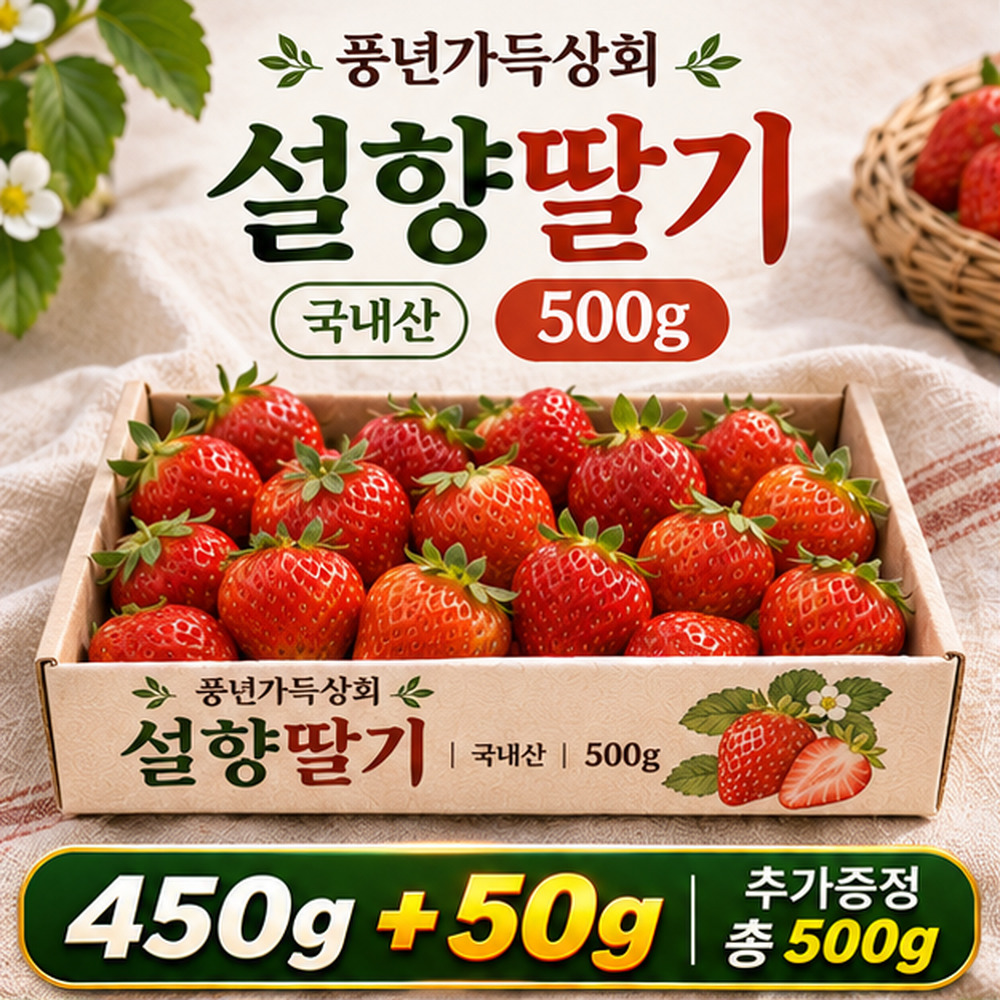 풍년가득상회
설향딸기
국내산 500g
풍년가득상회
설향딸기 | 국내산 | 500g
450g + 50g | 추가증정
총 500g